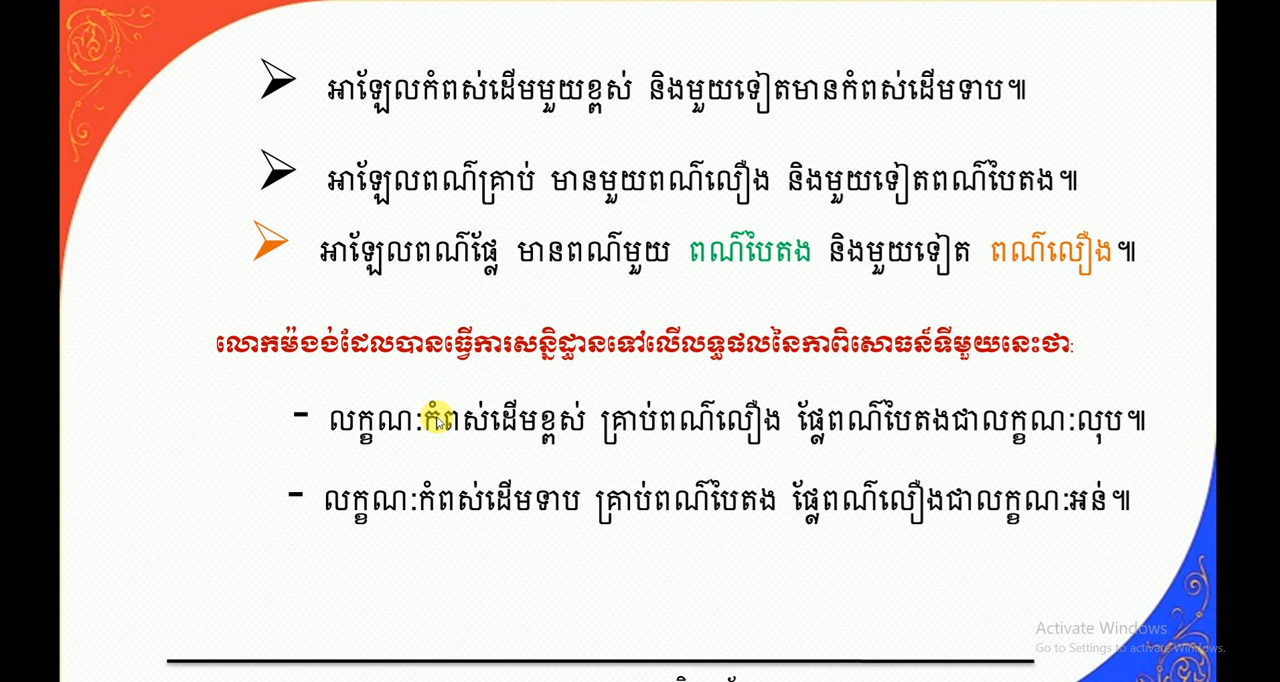 អាឡែលកំពស់ដើមមួយខ្ពស់ និងមួយទៀតមានកំពស់ដើមទាប៕
អាឡែលពណ៌គ្រាប់ មានមួយពណ៌លឿង និងមួយទៀតពណ៌បៃតង៕
អាឡែលពណ៌ផ្លែ មានពណ៌មួយ ពណ៌បៃតង និងមួយទៀត ពណ៌លឿង៕
លោកម៉ងង់ដែលបានធ្វើការសន្និដ្ឋានទៅលើលទ្ធផលនៃកាពិសោធន៏ទីមួយនេះថា:
- លក្ខណ:កំពស់ដើមខ្ពស់ គ្រាប់ពណ៌លឿង ផ្លែពណ៌បៃតងជាលក្ខណ:លុប៕
- លក្ខណ:កំពស់ដើមទាប គ្រាប់ពណ៌បៃតង ផ្លែពណ៌លឿងជាលក្ខណ:អន់៕
Activate Windows
Go to Settings to activate Windows.